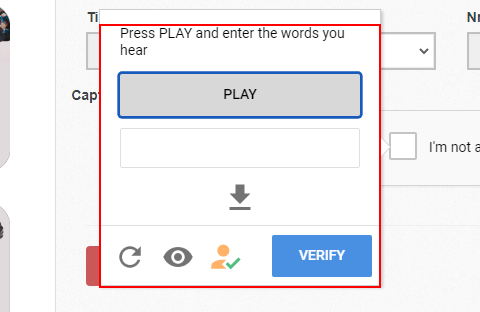 Ti
Nr
Press PLAY and enter the words you
hear
PLAY
Capt
I'm not a
VERIFY